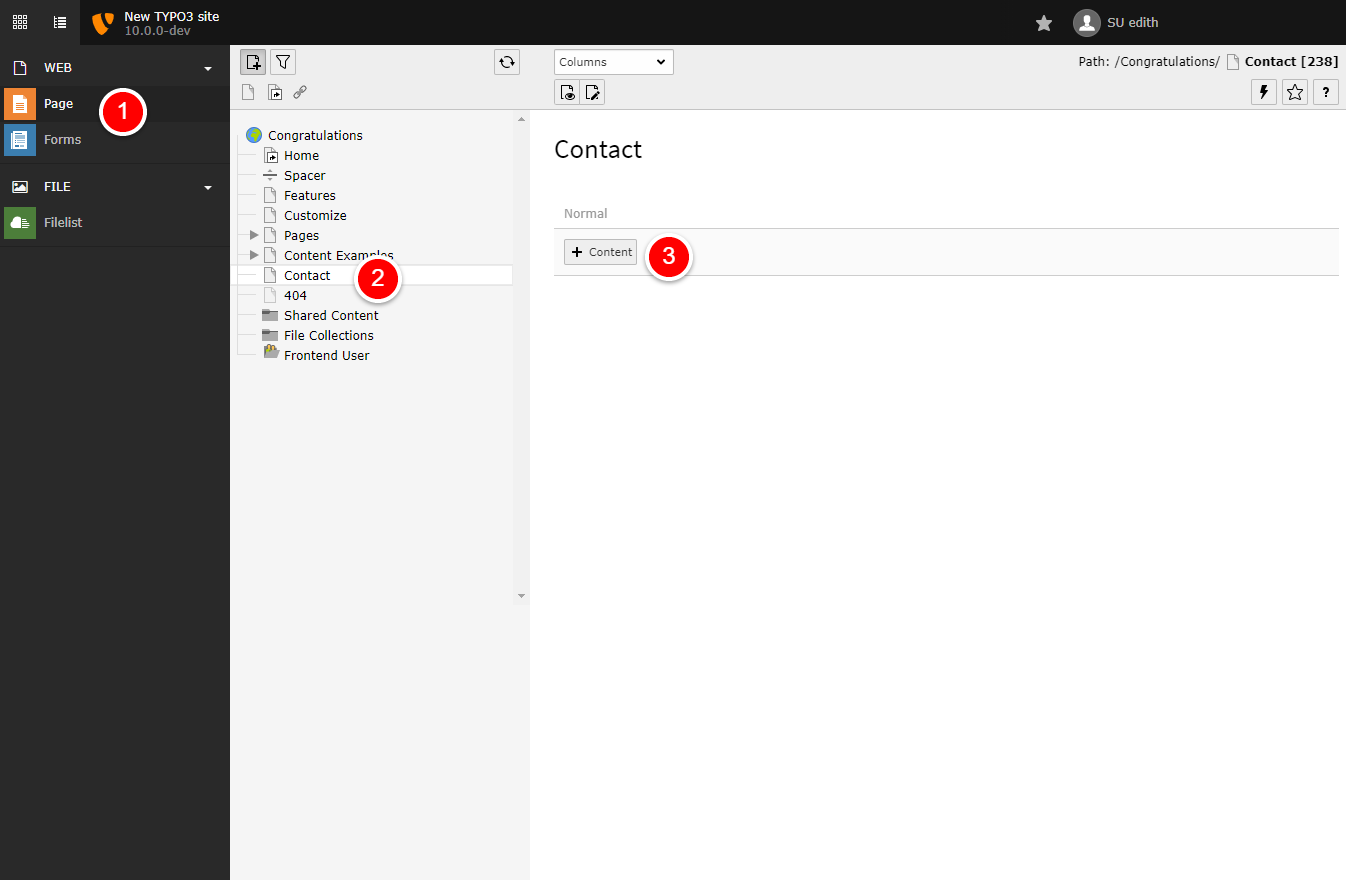 New TYPO3 site
10.0.0-dev
SU edith
WEB
Page
1
Forms
FILE
Filelist
Congratulations
Home
Spacer
Features
Customize
Pages
Content Examples
Contact
2
404
Shared Content
File Collections
Frontend User
Columns
Path: /Congratulations/ Contact [238]
?
Contact
Normal
+ Content
3